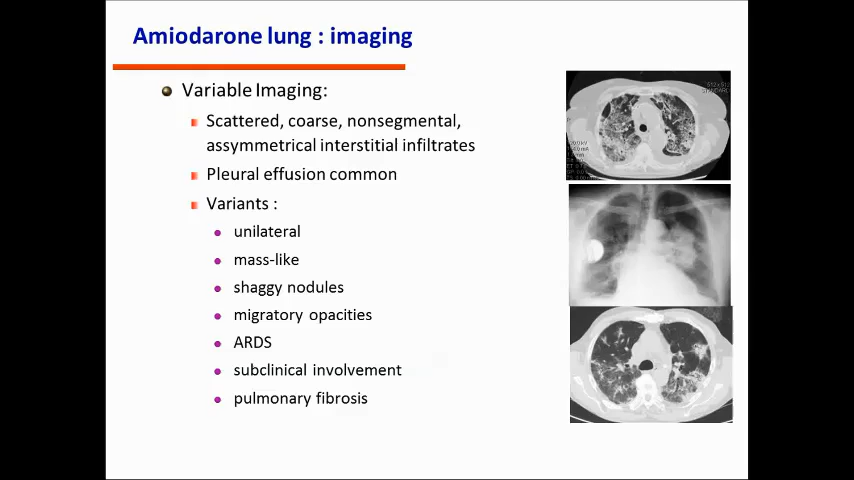 Amiodarone lung : imaging
Variable Imaging:
Scattered, coarse, nonsegmental,
assymmetrical interstitial infiltrates
Pleural effusion common
Variants :
unilateral
mass-like
shaggy nodules
migratory opacities
ARDS
subclinical involvement
pulmonary fibrosis